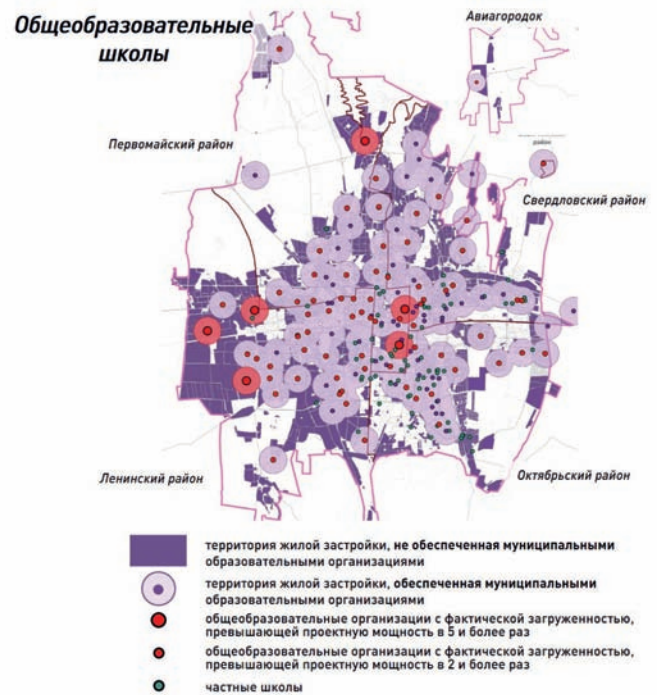 Общеобразовательные
школы
Авиагородок
Первомайский район
район
Свердловский район
Ленинский район
Октябрьский район
территория жилой застройки, не обеспеченная муниципальными
образовательными организациями
территория жилой застройки, обеспеченная муниципальными
образовательными организациями
общеобразовательные организации с фактической загруженностью,
превышающей проектную мощность в 5 и более раз
общеобразовательные организации с фактической загруженностью,
превышающей проектную мощность в 2 и более раз
частные школы